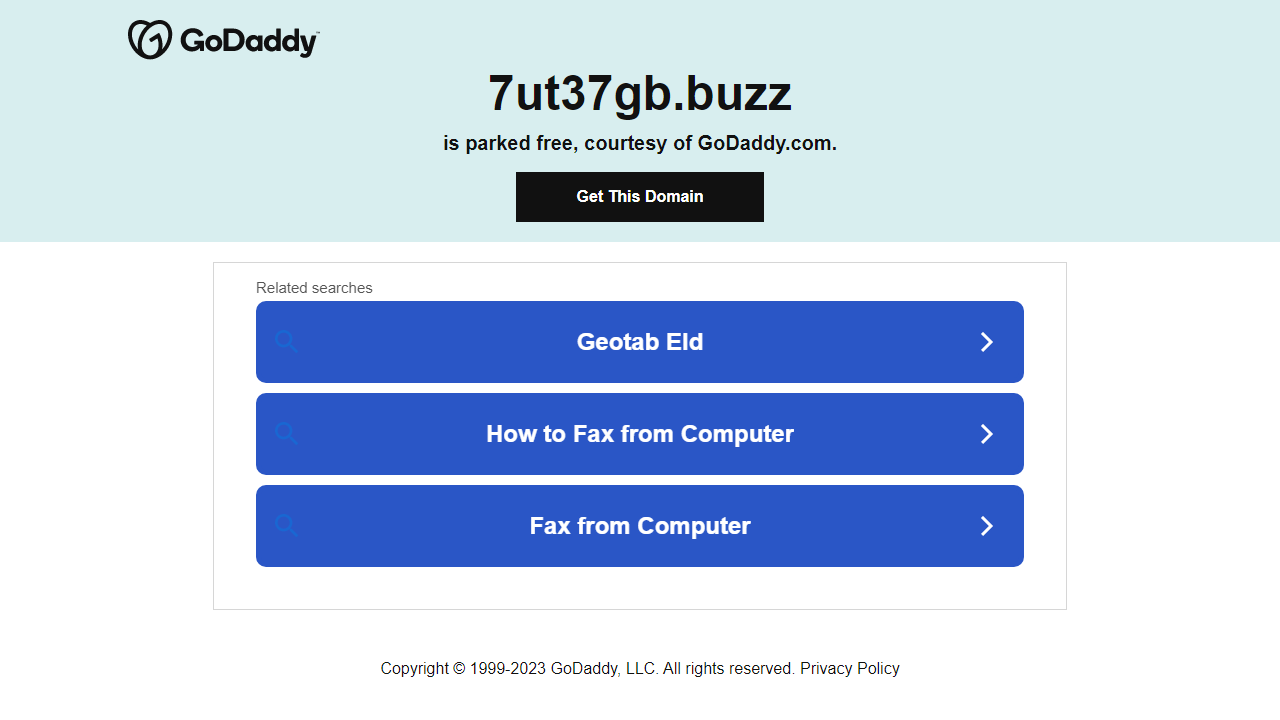 GoDaddy™
7ut37gb.buzz
is parked free, courtesy of GoDaddy.com.
Get This Domain
Related searches
Geotab Eld
How to Fax from Computer
Fax from Computer
Copyright © 1999-2023 GoDaddy, LLC. All rights reserved. Privacy Policy